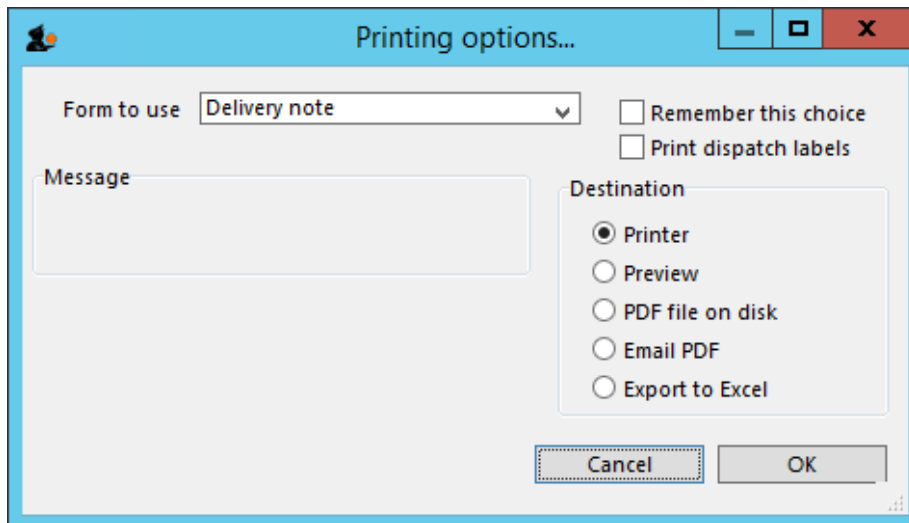 Printing options...
X
Form to use
Delivery note
Remember this choice
Print dispatch labels
Message
Destination
Printer
Preview
PDF file on disk
Email PDF
Export to Excel
Cancel
OK